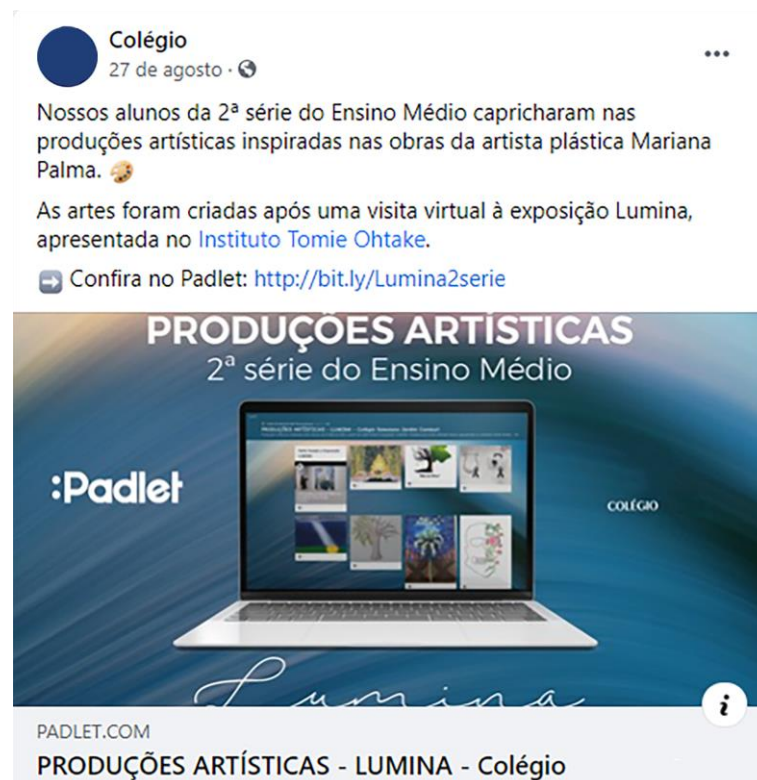 Colégio
27 de agosto ·
Nossos alunos da 2ª série do Ensino Médio capricharam nas
produções artísticas inspiradas nas obras da artista plástica Mariana
Palma.
As artes foram criadas após uma visita virtual à exposição Lumina,
apresentada no Instituto Tomie Ohtake.
Confira no Padlet: http://bit.ly/Lumina2serie
PRODUÇÕES ARTÍSTICAS
2ª série do Ensino Médio
:Padlet
COLÉGIO
Lumina
PADLET.COM
PRODUÇÕES ARTÍSTICAS - LUMINA - Colégio